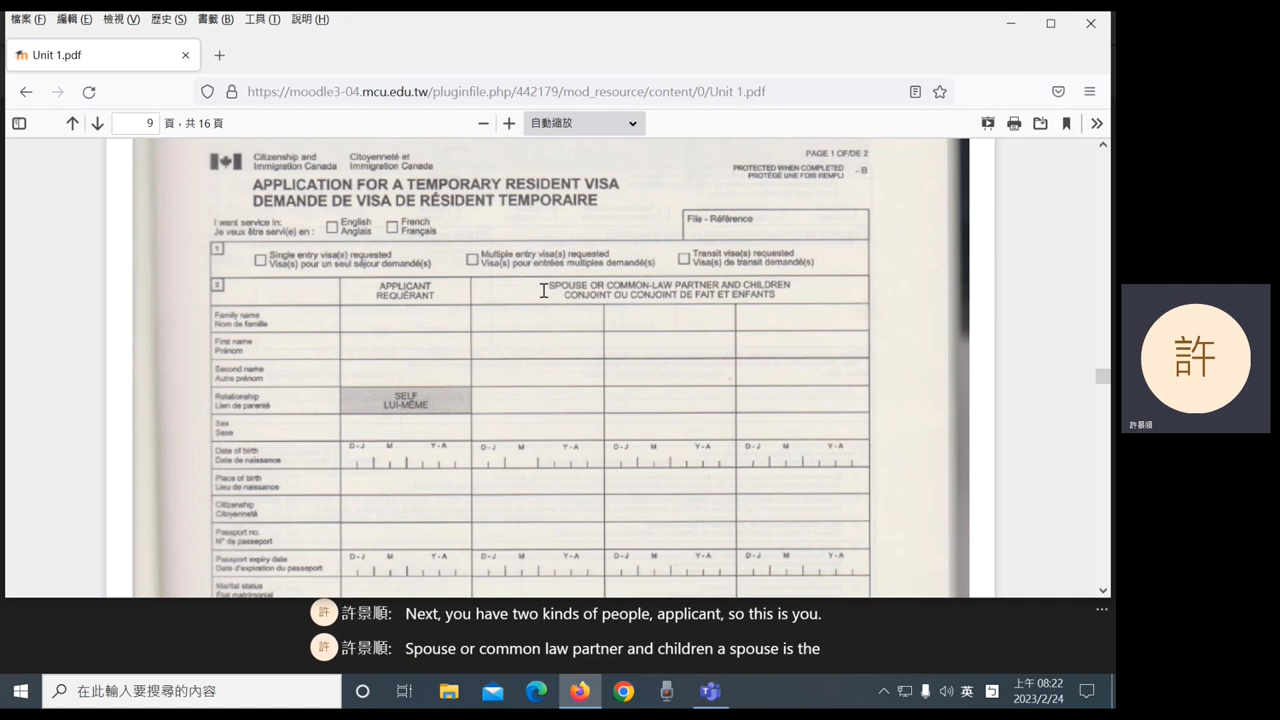 檔案 (F) 編輯 (E) 檢視 (V) 歷史 (S) 書籤 (B) 工具 (T) 說明 (H)
Unit 1.pdf
https://moodle3-04.mcu.edu.tw/pluginfile.php/442179/mod_resource/content/0/Unit 1.pdf
9 頁，共 16 頁
自動縮放
Citizenship and Citoyenneté et
Immigration Canada Immigration Canada
PAGE 1 OF/DE 2
PROTECTED WHEN COMPLETED - B
PROTÉGÉ UNE FOIS REMPLI
APPLICATION FOR A TEMPORARY RESIDENT VISA
DEMANDE DE VISA DE RÉSIDENT TEMPORAIRE
I want service in: English French
Je veux être servi(e) en : Anglais Français
File - Référence
1
Single entry visa(s) requested Multiple entry visa(s) requested Transit visa(s) requested
Visa(s) pour un seul séjour demandé(s) Visa(s) pour entrées multiples demandé(s) Visa(s) de transit demandé(s)
2
APPLICANT SPOUSE OR COMMON-LAW PARTNER AND CHILDREN
REQUÉRANT CONJOINT OU CONJOINT DE FAIT ET ENFANTS
Family name
Nom de famille
First name
Prénom
Second name
Autre prénom
Relationship SELF
Lien de parenté LUI-MÊME
Sex
Sexe
Date of birth D-J M Y-A D-J M Y-A D-J M Y-A D-J M Y-A
Date de naissance
Place of birth
Lieu de naissance
Citizenship
Citoyenneté
Passport no.
N° de passeport
Passport expiry date D-J M Y-A D-J M Y-A D-J M Y-A D-J M Y-A
Date d'expiration du passeport
Marital status
État matrimonial
許
許景順
許 許景順: Next, you have two kinds of people, applicant, so this is you.
許 許景順: Spouse or common law partner and children a spouse is the
在此輸入要搜尋的文字
英
上午 08:22
2023/2/24